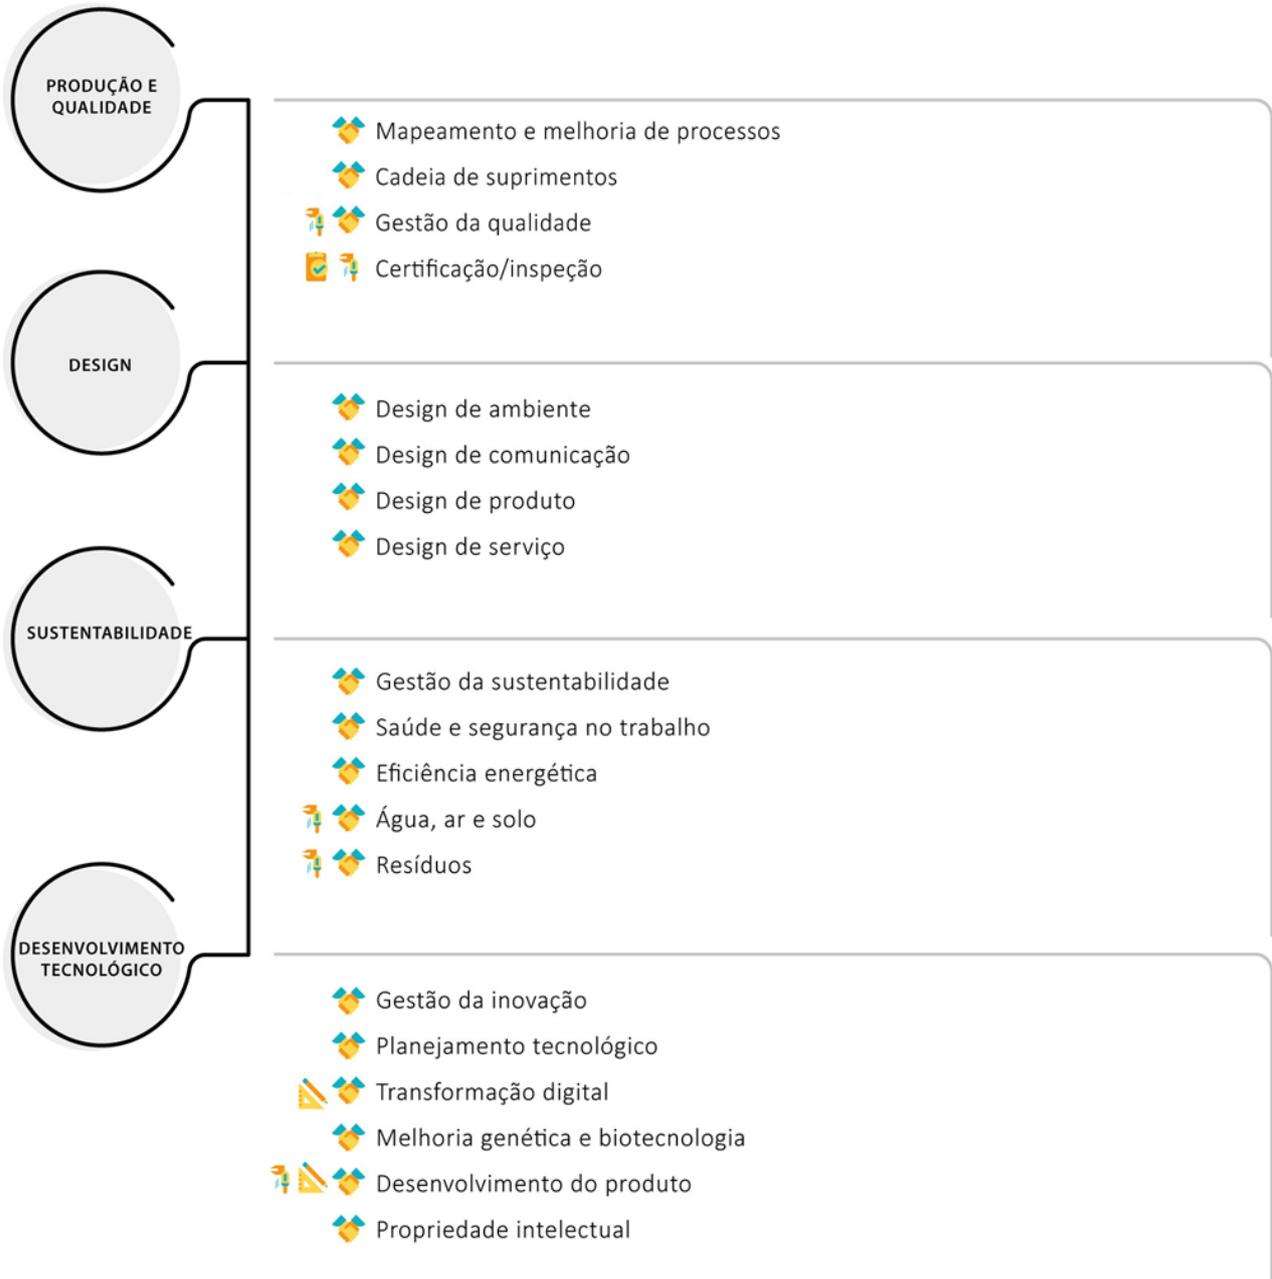 PRODUÇÃO E
QUALIDADE
Mapeamento e melhoria de processos
Cadeia de suprimentos
Gestão da qualidade
Certificação/inspeção
DESIGN
Design de ambiente
Design de comunicação
Design de produto
Design de serviço
SUSTENTABILIDADE
Gestão da sustentabilidade
Saúde e segurança no trabalho
Eficiência energética
Água, ar e solo
Resíduos
DESENVOLVIMENTO
TECNOLÓGICO
Gestão da inovação
Planejamento tecnológico
Transformação digital
Melhoria genética e biotecnologia
Desenvolvimento do produto
Propriedade intelectual